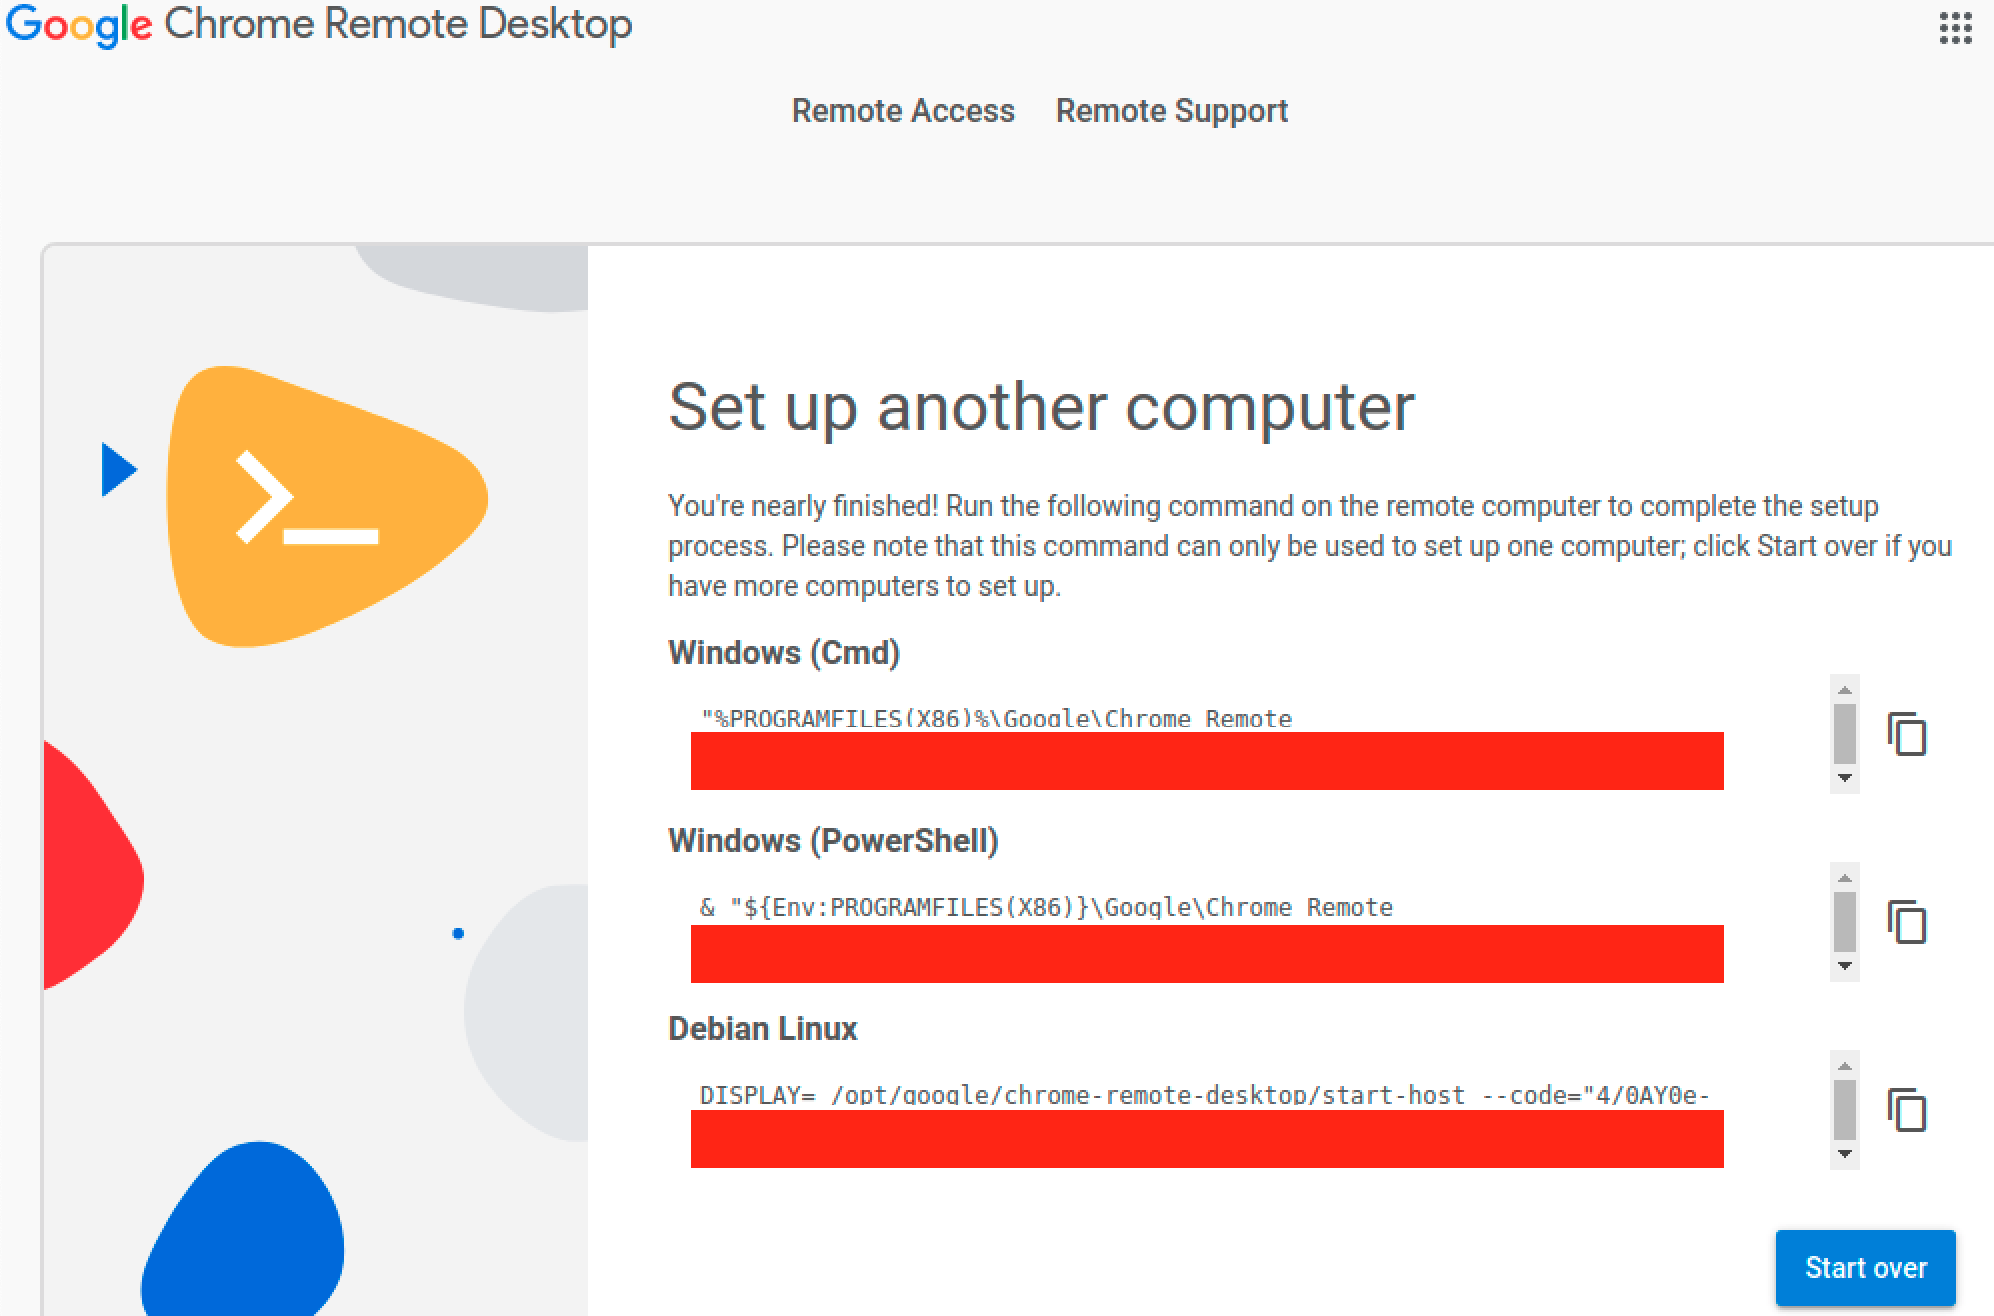 Google Chrome Remote Desktop
Remote Access Remote Support
Set up another computer
You're nearly finished! Run the following command on the remote computer to complete the setup
process. Please note that this command can only be used to set up one computer; click Start over if you
have more computers to set up.
Windows (Cmd)
"%PROGRAMFILES(X86)%\Google\Chrome Remote
Windows (PowerShell)
& "${Env:PROGRAMFILES(X86)}\Google\Chrome Remote
Debian Linux
DISPLAY= /opt/google/chrome-remote-desktop/start-host --code="4/0AY0e-
Start over